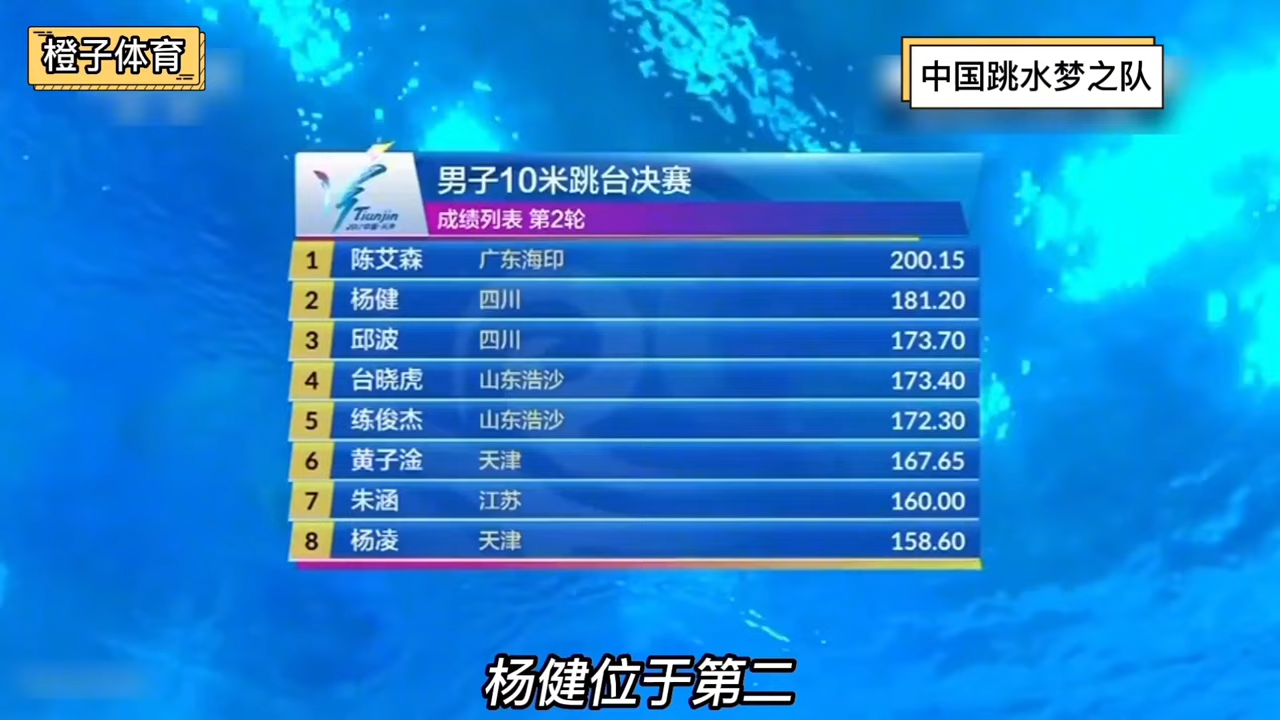 橙子体育
中国跳水梦之队
男子10米跳台决赛
Tianjin
成绩列表 第2轮
1 陈艾森 广东海印 200.15
2 杨健 四川 181.20
3 邱波 四川 173.70
4 台晓虎 山东浩沙 173.40
5 练俊杰 山东浩沙 172.30
6 黄子淦 天津 167.65
7 朱涵 江苏 160.00
8 杨凌 天津 158.60
杨健位于第二